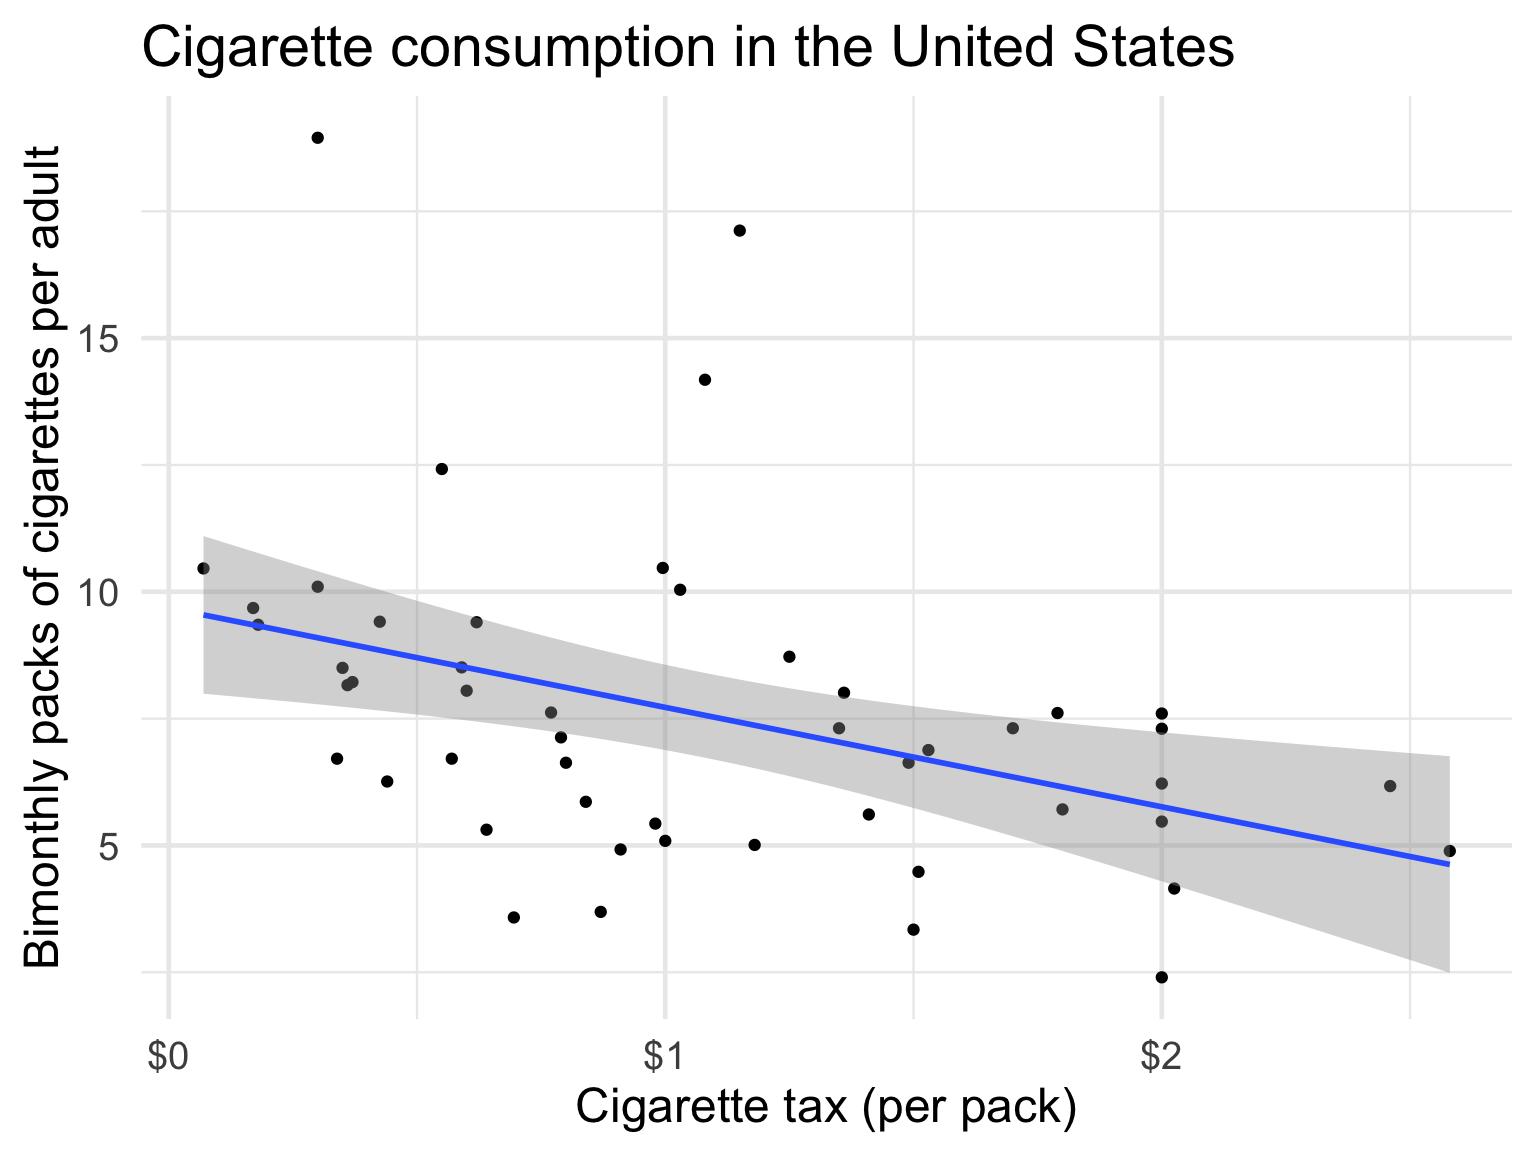 Cigarette consumption in the United States
Bimonthly packs of cigarettes per adult
15
10
5
$0 $1 $2
Cigarette tax (per pack)